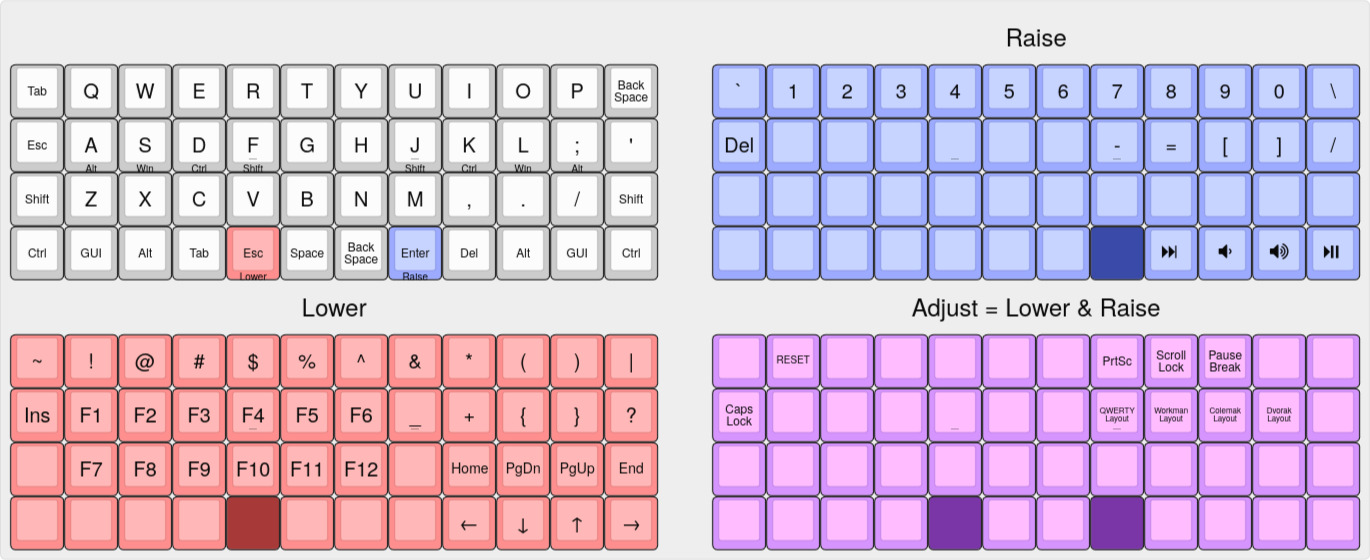 Raise
Tab Q W E R T Y U I O P Back Space
Esc A S D F G H J K L ; '
Alt Win Ctrl Shift Shift Ctrl Win Alt
Shift Z X C V B N M , . / Shift
Ctrl GUI Alt Tab Esc Space Back Space Enter Del Alt GUI Ctrl
Lower Raise
` 1 2 3 4 5 6 7 8 9 0 \
Del _ - = [ ] /
_
Lower
~ ! @ # $ % ^ & * ( ) |
Ins F1 F2 F3 F4 F5 F6 _ + { } ?
F7 F8 F9 F10 F11 F12 Home PgDn PgUp End
← ↓ ↑ →
Adjust = Lower & Raise
RESET PrtSc Scroll Lock Pause Break
Caps Lock _ QWERTY Layout Workman Layout Colemak Layout Dvorak Layout